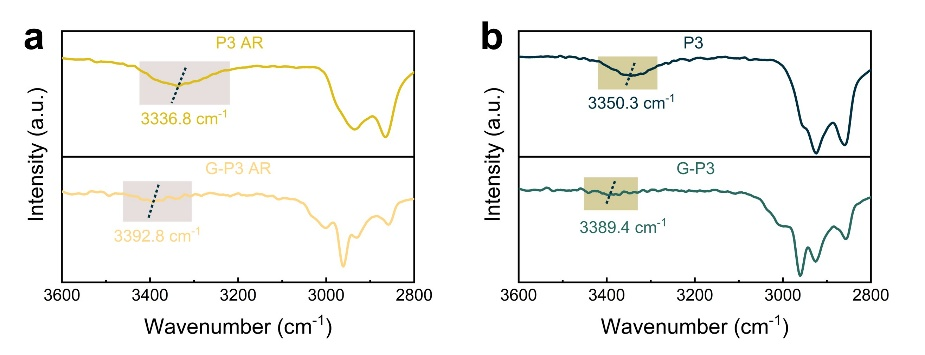 a
P3 AR
3336.8 cm⁻¹
G-P3 AR
3392.8 cm⁻¹
Intensity (a.u.)
3600 3400 3200 3000 2800
Wavenumber (cm⁻¹)
b
P3
3350.3 cm⁻¹
G-P3
3389.4 cm⁻¹
Intensity (a.u.)
3600 3400 3200 3000 2800
Wavenumber (cm⁻¹)